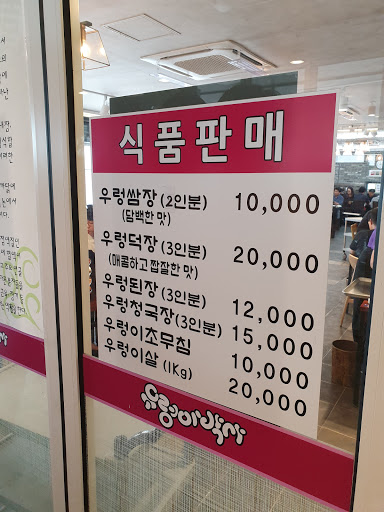 식품판매
우렁쌈장(2인분) 10,000
(담백한 맛)
우렁덕장(3인분) 20,000
(매콤하고 짭짤한 맛)
우렁된장(3인분) 12,000
우렁청국장(3인분) 15,000
우렁이초무침 10,000
우렁이살(1Kg) 20,000
우렁이박사